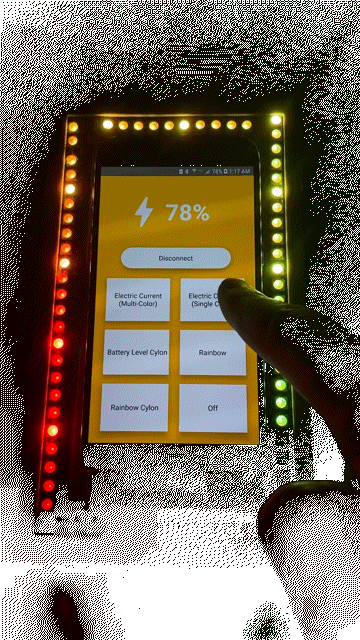 78% 1:17 AM
78%
Disconnect
Electric Current
(Multi-Color)
Electric
(Single
Battery Level Cylon
Rainbow
Rainbow Cylon
Off